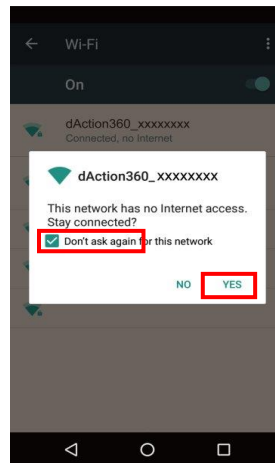 Wi-Fi
On
dAction360_xxxxxxxx
Connected, no Internet
dAction360_xxxxxxxx
This network has no Internet access.
Stay connected?
Don't ask again for this network
NO YES